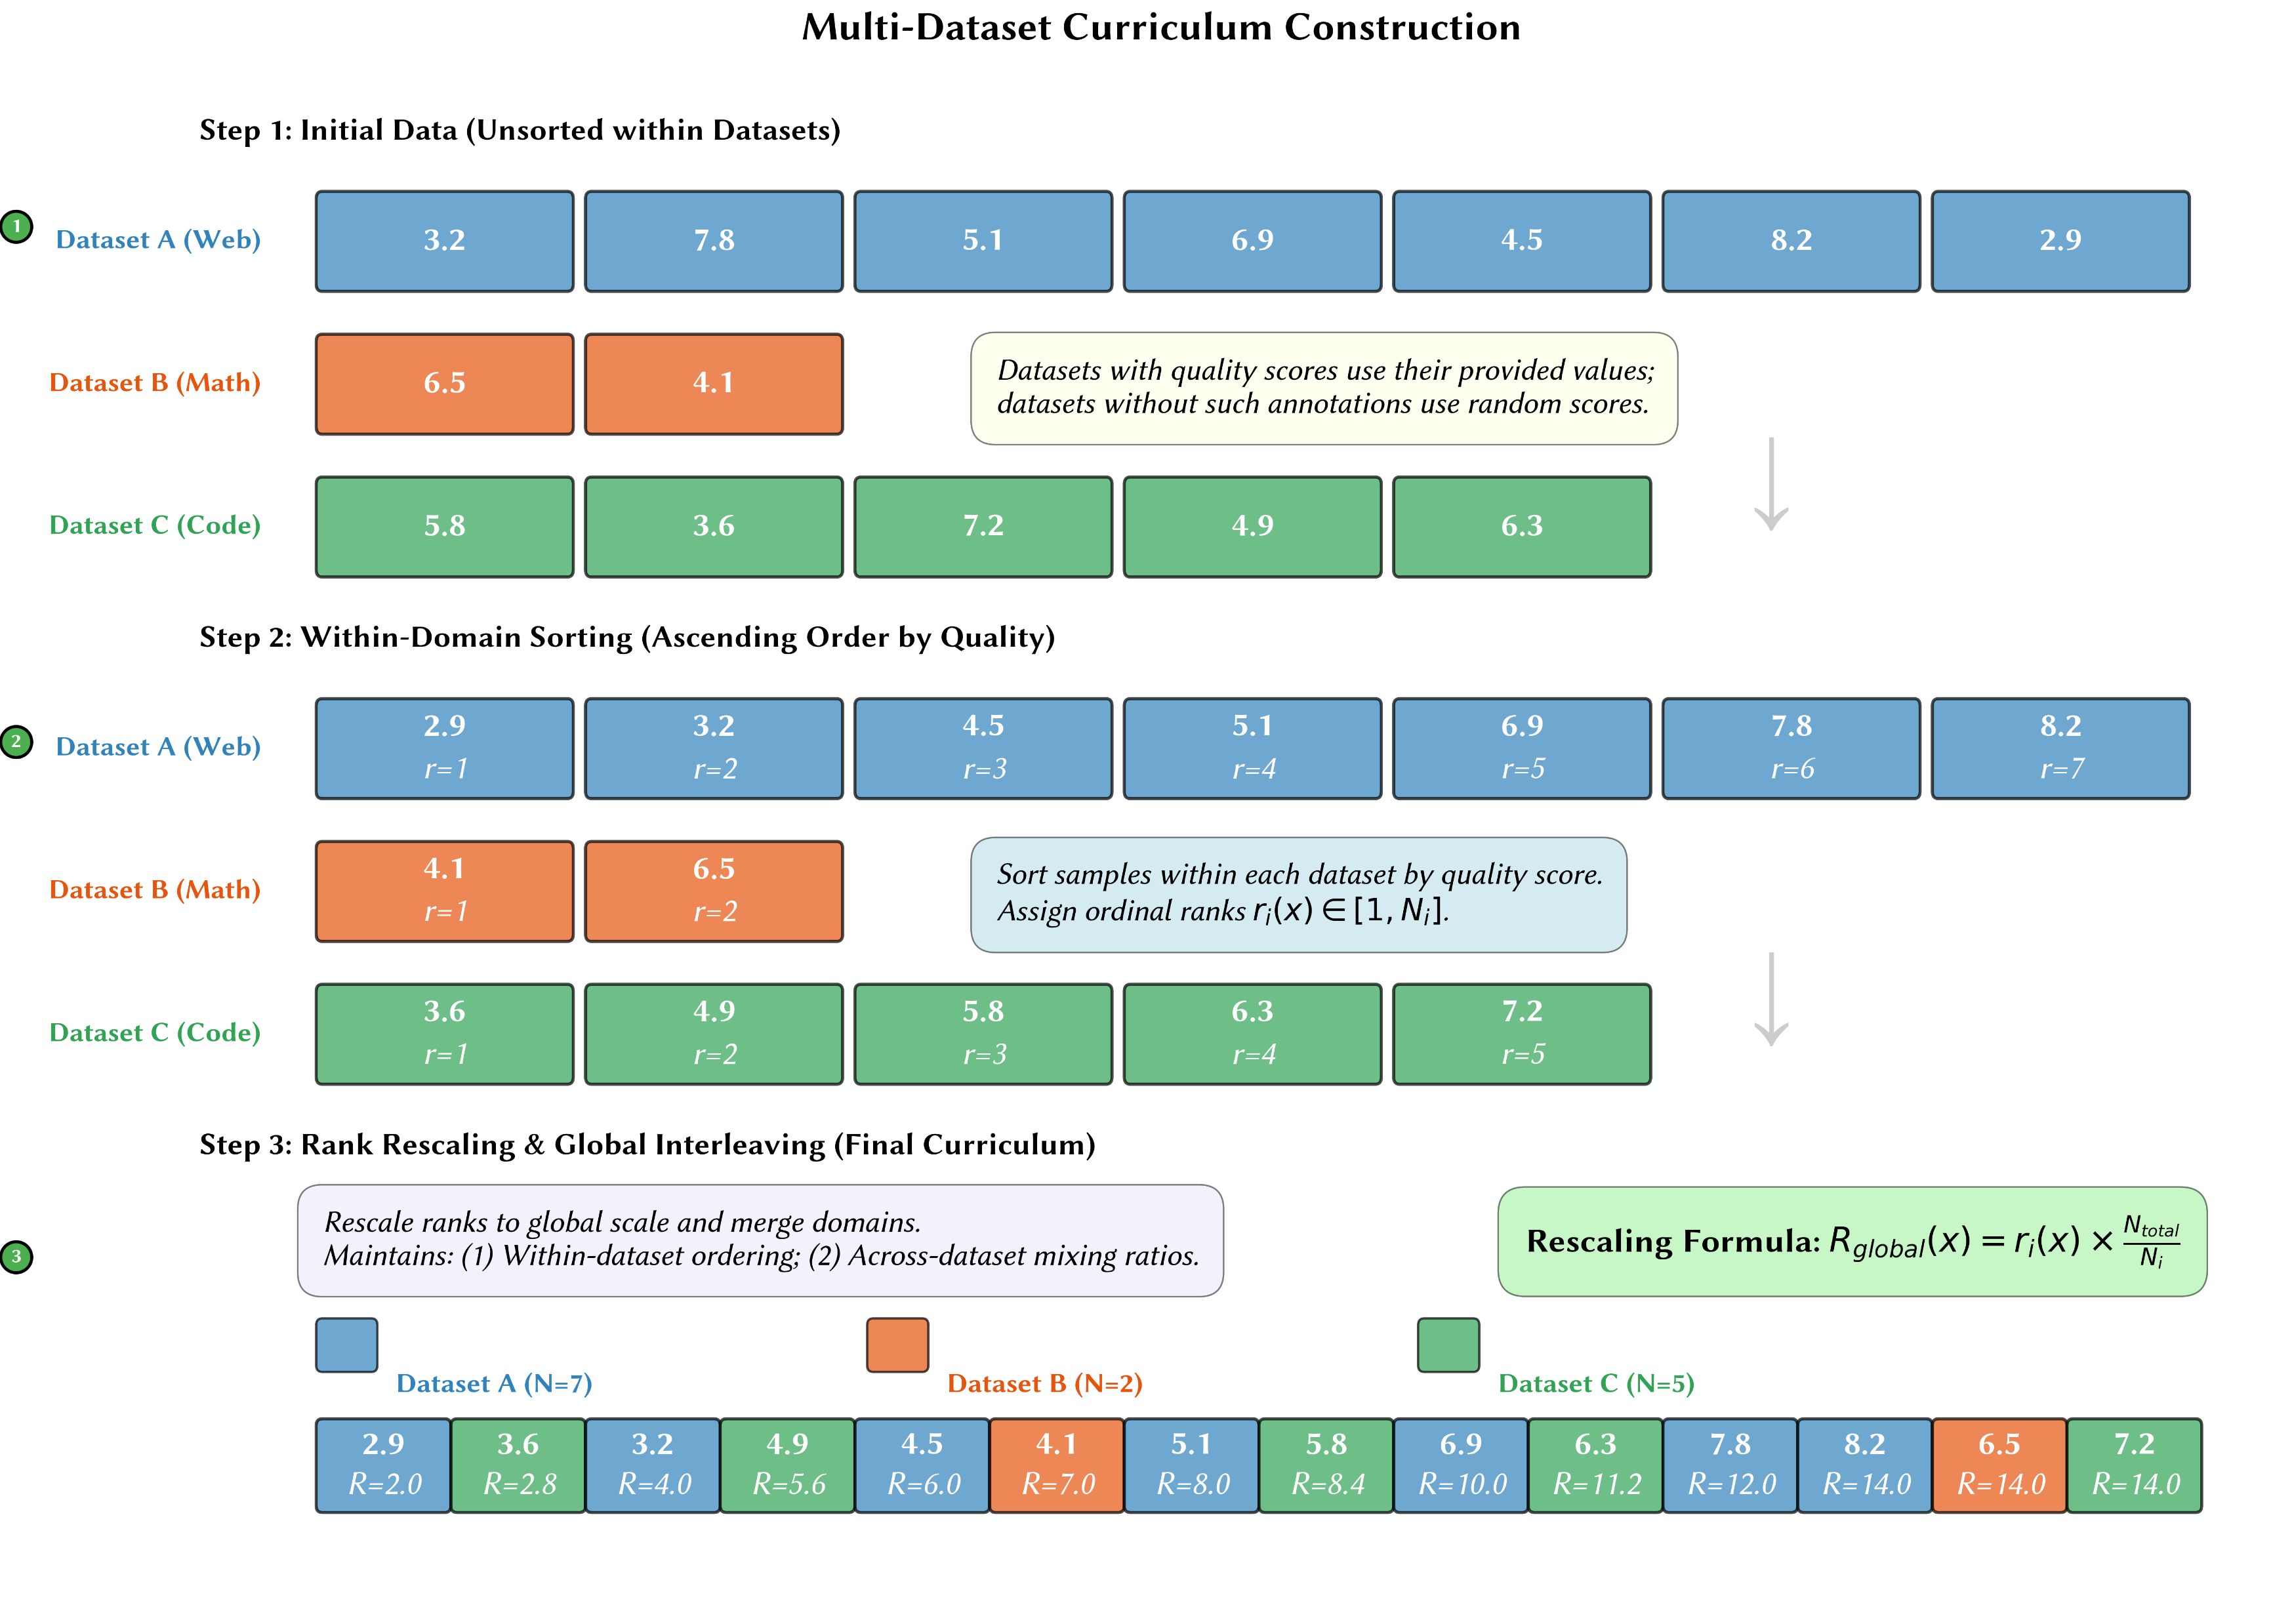 Multi-Dataset Curriculum Construction
Step 1: Initial Data (Unsorted within Datasets)
1
Dataset A (Web)
3.2 7.8 5.1 6.9 4.5 8.2 2.9
Dataset B (Math)
6.5 4.1
Datasets with quality scores use their provided values;
datasets without such annotations use random scores.
Dataset C (Code)
5.8 3.6 7.2 4.9 6.3
Step 2: Within-Domain Sorting (Ascending Order by Quality)
2
Dataset A (Web)
2.9 3.2 4.5 5.1 6.9 7.8 8.2
r=1 r=2 r=3 r=4 r=5 r=6 r=7
Dataset B (Math)
4.1 6.5
r=1 r=2
Sort samples within each dataset by quality score.
Assign ordinal ranks r_i(x) ∈ [1, N_i].
Dataset C (Code)
3.6 4.9 5.8 6.3 7.2
r=1 r=2 r=3 r=4 r=5
Step 3: Rank Rescaling & Global Interleaving (Final Curriculum)
3
Rescale ranks to global scale and merge domains.
Maintains: (1) Within-dataset ordering; (2) Across-dataset mixing ratios.
Rescaling Formula: R_global(x) = r_i(x) × N_total / N_i
Dataset A (N=7)
Dataset B (N=2)
Dataset C (N=5)
2.9 3.6 3.2 4.9 4.5 4.1 5.1 5.8 6.9 6.3 7.8 8.2 6.5 7.2
R=2.0 R=2.8 R=4.0 R=5.6 R=6.0 R=7.0 R=8.0 R=8.4 R=10.0 R=11.2 R=12.0 R=14.0 R=14.0 R=14.0